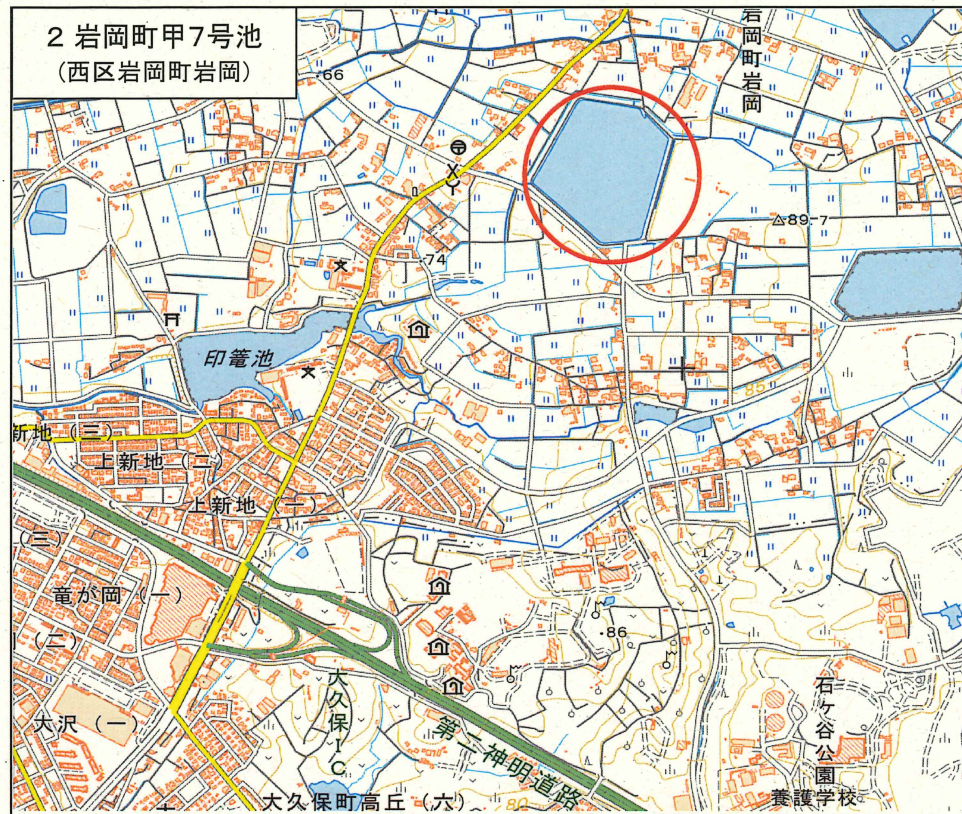 2 岩岡町甲7号池
(西区岩岡町岩岡)
岩岡町岩岡
・66
・74
△89・7
印篭池
85
新地(三)
上新地(二)
上新地(一)
(三)
竜が岡(一)
(二)
・86
大久保IC
第二神明道路
石ヶ谷公園
大沢(一)
大久保町高丘(六)
80
養護学校